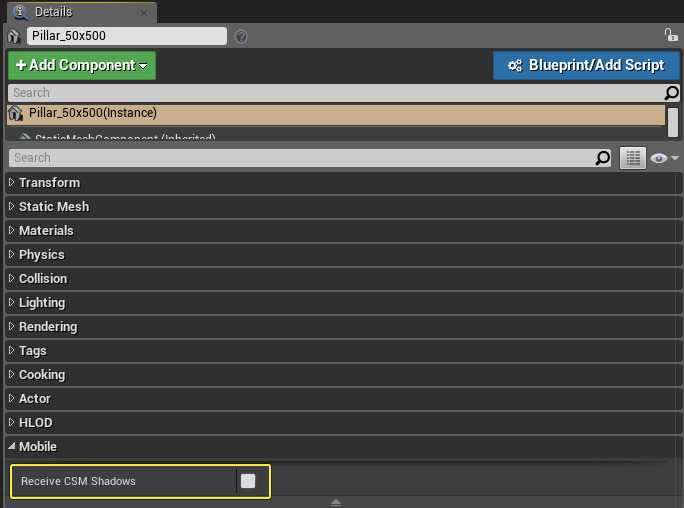 Details
Pillar_50x500
+ Add Component
Blueprint/Add Script
Search
Pillar_50x500(Instance)
StaticMeshComponent (Inherited)
Search
Transform
Static Mesh
Materials
Physics
Collision
Lighting
Rendering
Tags
Cooking
Actor
HLOD
Mobile
Receive CSM Shadows